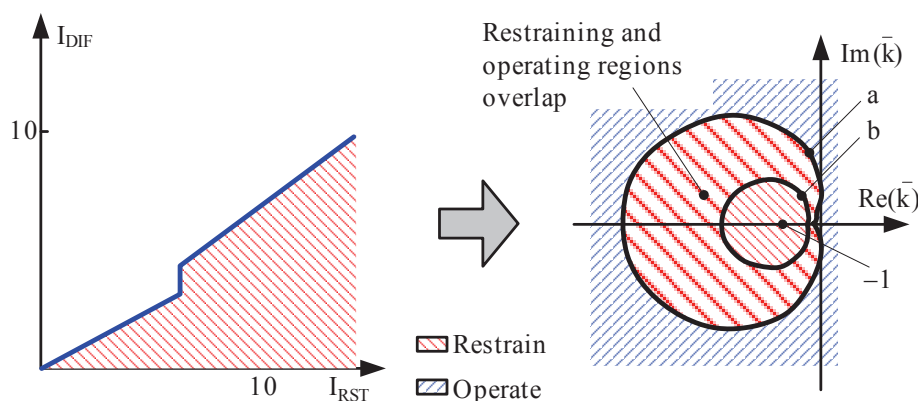 I_DIF
10
10
I_RST
Restrain
Operate
Restraining and
operating regions
overlap
Im(k̄)
a
b
Re(k̄)
–1